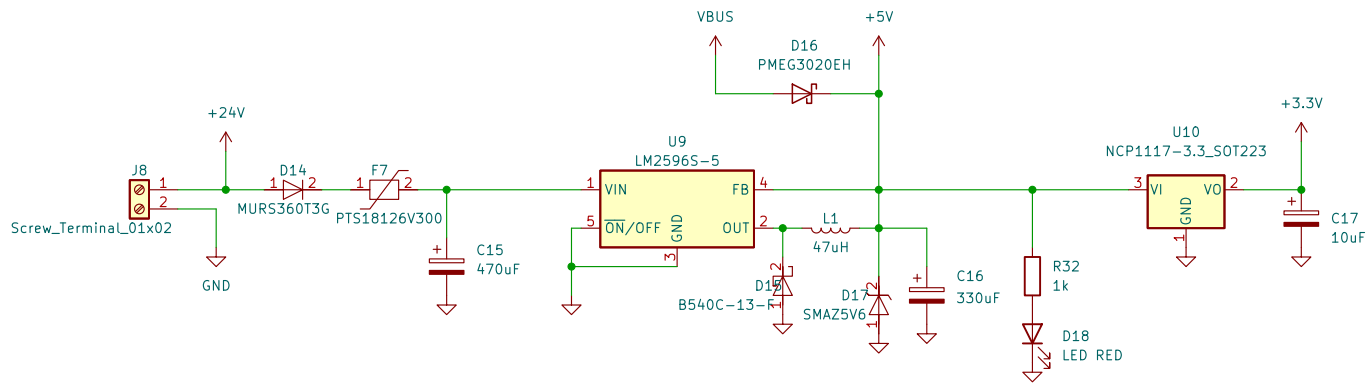 VBUS
+5V
D16
PMEG3020EH
+24V
+3.3V
U9
LM2596S-5
U10
NCP1117-3.3_SOT223
J8
1
2
Screw_Terminal_01x02
GND
D14
1 2
MURS360T3G
F7
1 2
PTS18126V300
+
C15
470uF
1 VIN
5 ON/OFF
GND
3
FB 4
OUT 2
L1
47uH
2
D15
1
B540C-13-F
2
D17
1
SMAZ5V6
+
C16
330uF
R32
1k
D18
LED RED
3 VI
VO 2
GND
1
+
C17
10uF